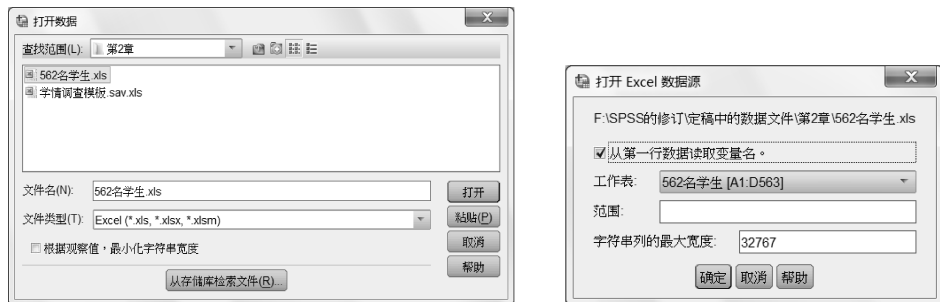 打开数据
查找范围(L): 第2章
562名学生.xls
学情调查模板.sav.xls
文件名(N): 562名学生.xls 打开
文件类型(T): Excel (*.xls, *.xlsx, *.xlsm) 粘贴(P)
根据观察值，最小化字符串宽度 取消
帮助
从存储库检索文件(R)...
打开 Excel 数据源
F:\SPSS的修订\定稿中的数据文件\第2章\562名学生.xls
从第一行数据读取变量名。
工作表: 562名学生 [A1:D563]
范围:
字符串列的最大宽度: 32767
确定 取消 帮助